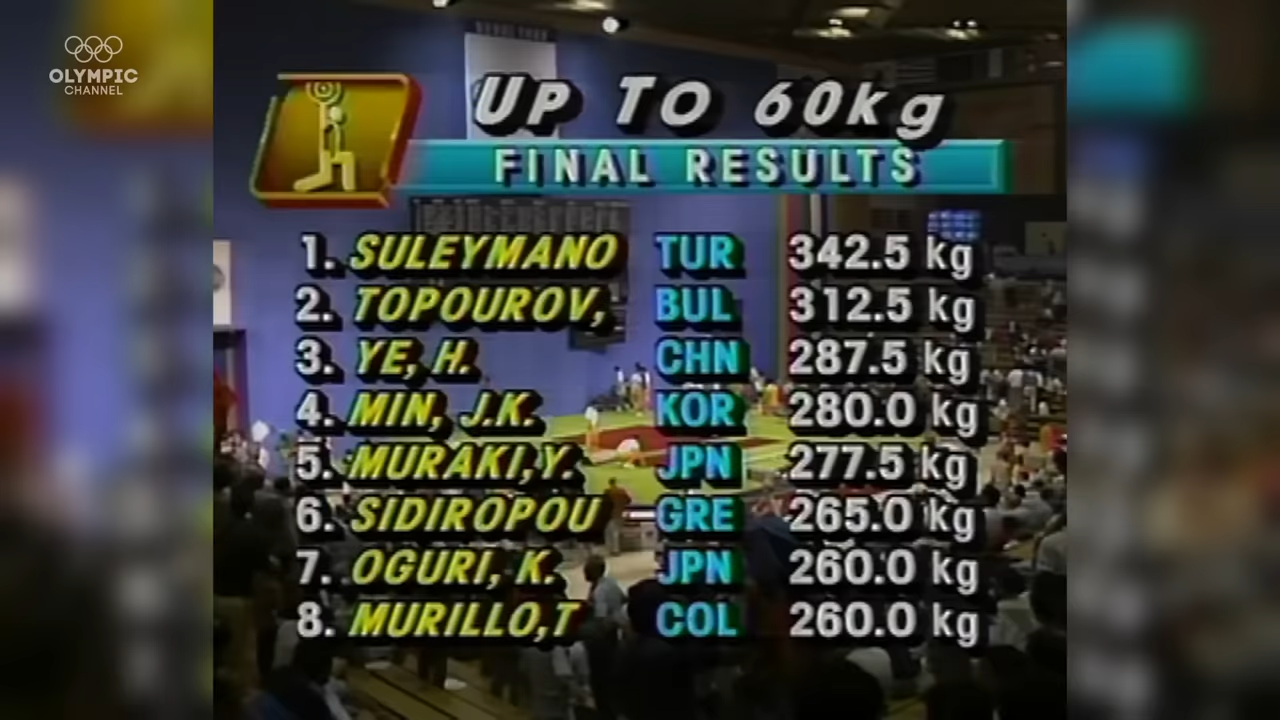 OLYMPIC
CHANNEL
UP TO 60kg
FINAL RESULTS
1. SULEYMANO TUR 342.5 kg
2. TOPOUROV, BUL 312.5 kg
3. YE, H. CHN 287.5 kg
4. MIN, J.K. KOR 280.0 kg
5. MURAKI,Y. JPN 277.5 kg
6. SIDIROPOU GRE 265.0 kg
7. OGURI, K. JPN 260.0 kg
8. MURILLO,T COL 260.0 kg